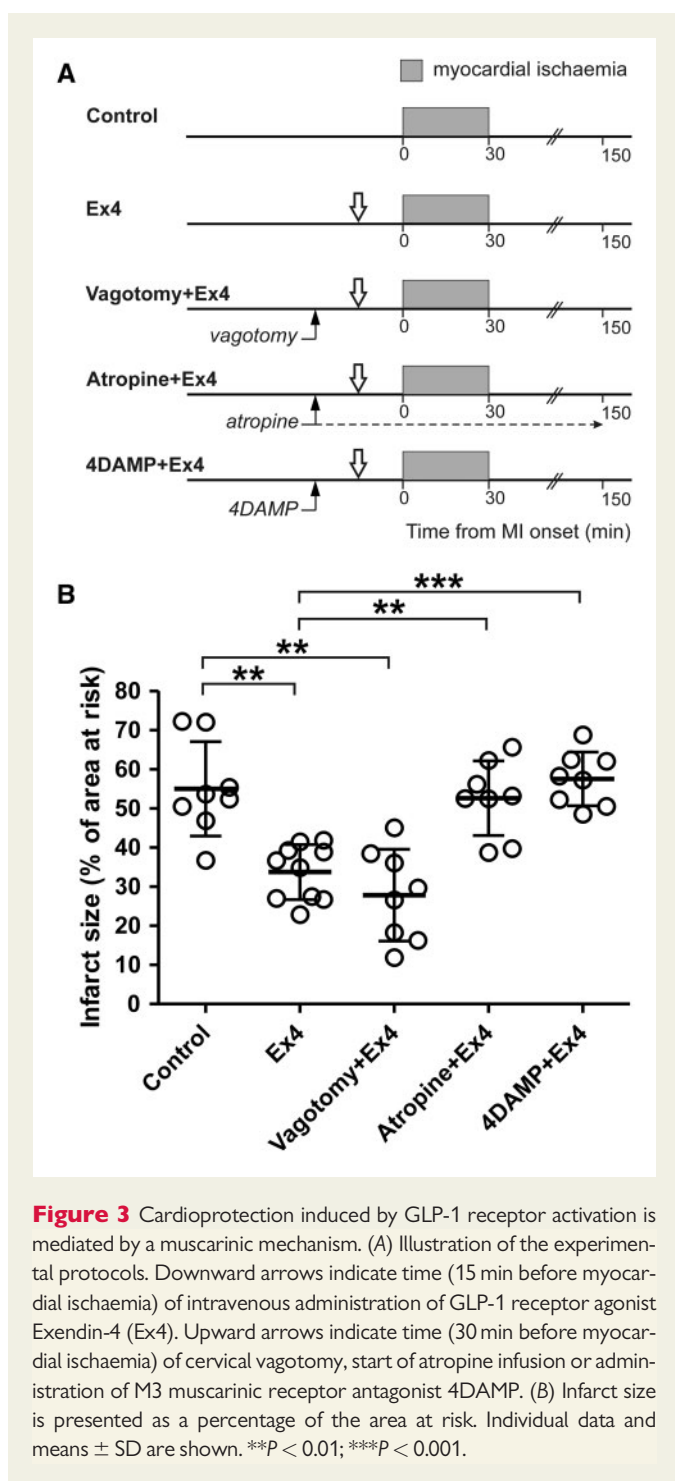 A
myocardial ischaemia
Control
0 30 150
Ex4
0 30 150
Vagotomy+Ex4
vagotomy
0 30 150
Atropine+Ex4
atropine
0 30 150
4DAMP+Ex4
4DAMP
0 30 150
Time from MI onset (min)
B
***
**
**
**
Infarct size (% of area at risk)
80
70
60
50
40
30
20
10
0
Control
Ex4
Vagotomy+Ex4
Atropine+Ex4
4DAMP+Ex4
Figure 3 Cardioprotection induced by GLP-1 receptor activation is
mediated by a muscarinic mechanism. (A) Illustration of the experimen-
tal protocols. Downward arrows indicate time (15 min before myocar-
dial ischaemia) of intravenous administration of GLP-1 receptor agonist
Exendin-4 (Ex4). Upward arrows indicate time (30 min before myocar-
dial ischaemia) of cervical vagotomy, start of atropine infusion or admin-
istration of M3 muscarinic receptor antagonist 4DAMP. (B) Infarct size
is presented as a percentage of the area at risk. Individual data and
means ± SD are shown. **P < 0.01; ***P < 0.001.